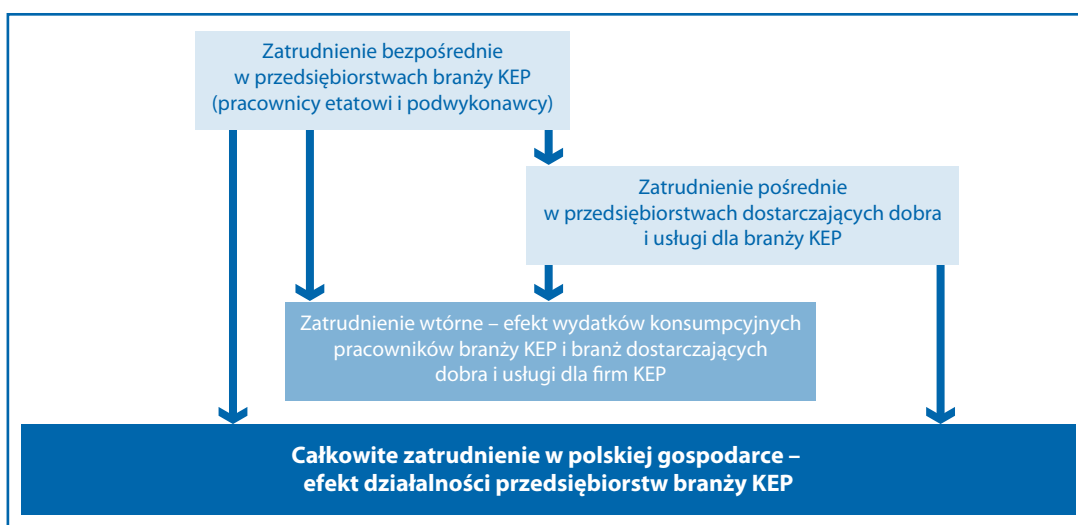 Zatrudnienie bezpośrednie
w przedsiębiorstwach branży KEP
(pracownicy etatowi i podwykonawcy)
Zatrudnienie pośrednie
w przedsiębiorstwach dostarczających dobra
i usługi dla branży KEP
Zatrudnienie wtórne – efekt wydatków konsumpcyjnych
pracowników branży KEP i branż dostarczających
dobra i usługi dla firm KEP
Całkowite zatrudnienie w polskiej gospodarce –
efekt działalności przedsiębiorstw branży KEP